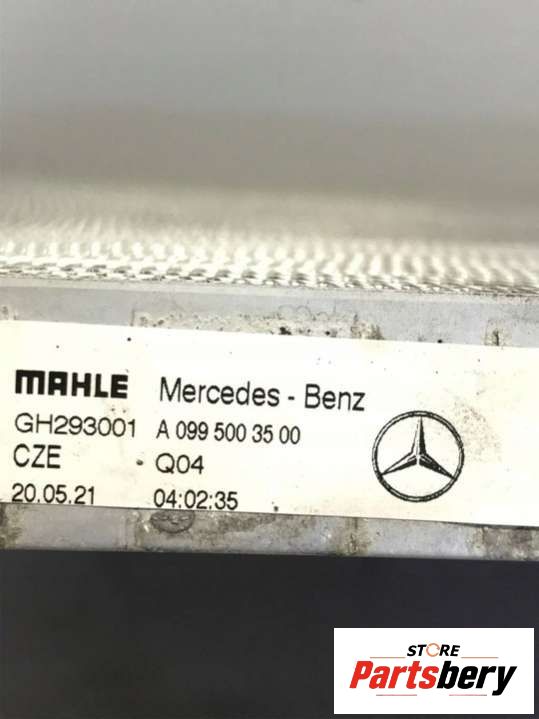 MAHLE Mercedes - Benz
GH293001 A 099 500 35 00
CZE Q04
20.05.21 04:02:35
STORE
Partsbery